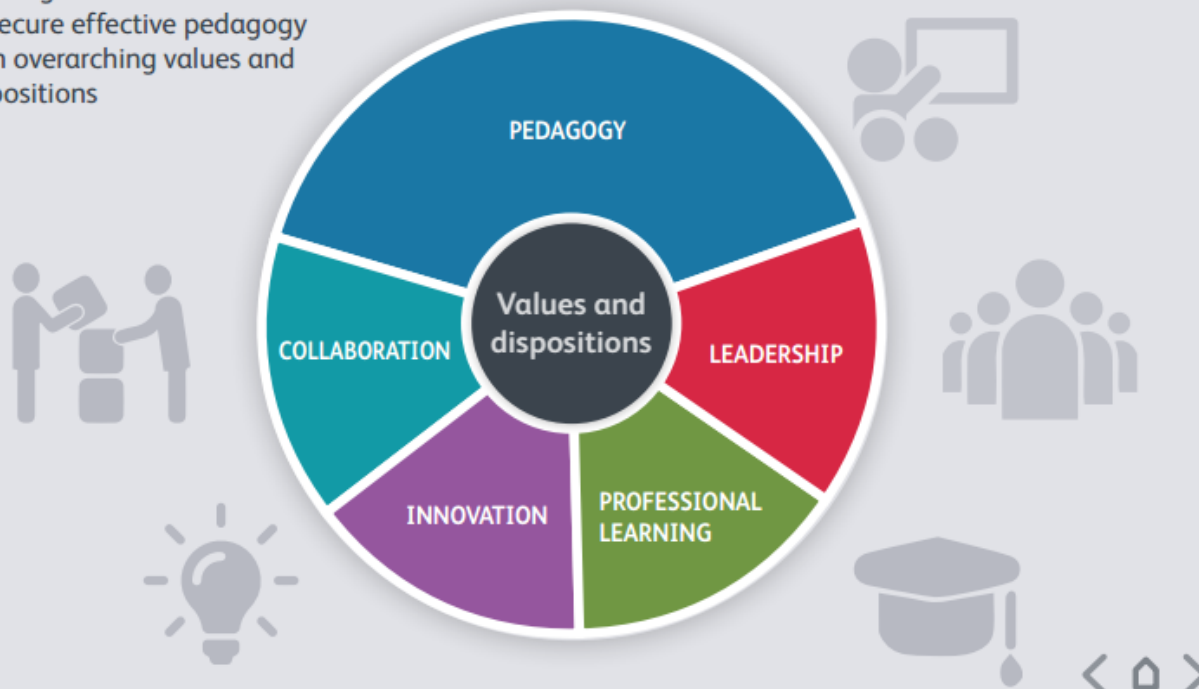 ecure effective pedagogy
overarching values and
positions
PEDAGOGY
Values and
dispositions
COLLABORATION
LEADERSHIP
INNOVATION
PROFESSIONAL
LEARNING